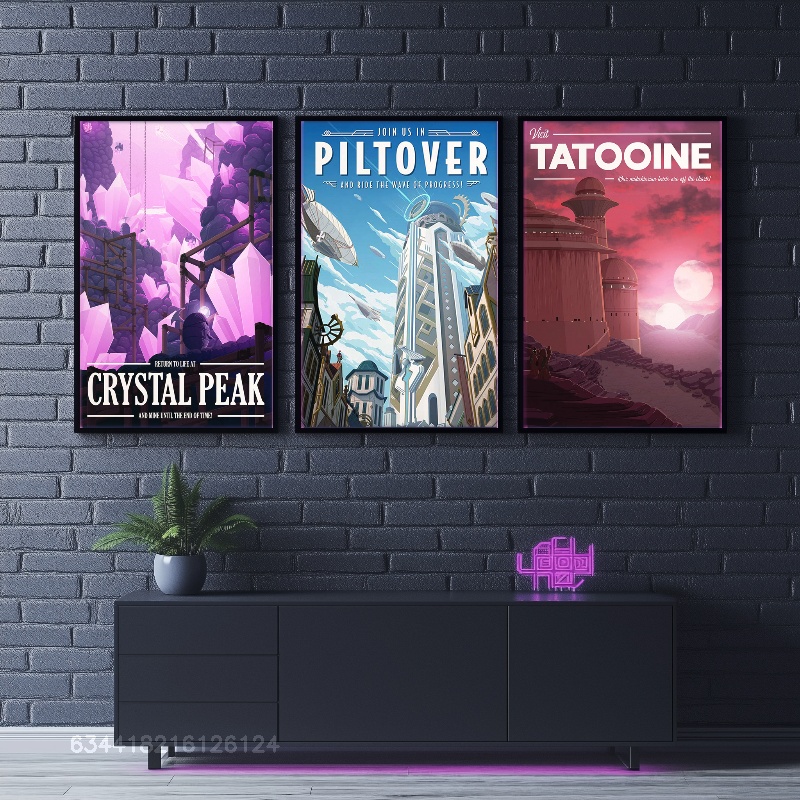 RETURN TO LIFE AT
CRYSTAL PEAK
AND MINE UNTIL THE END OF TIME!
JOIN US IN
PILTOVER
AND RIDE THE WAVE OF PROGRESS!
Visit
TATOOINE
634418216126124